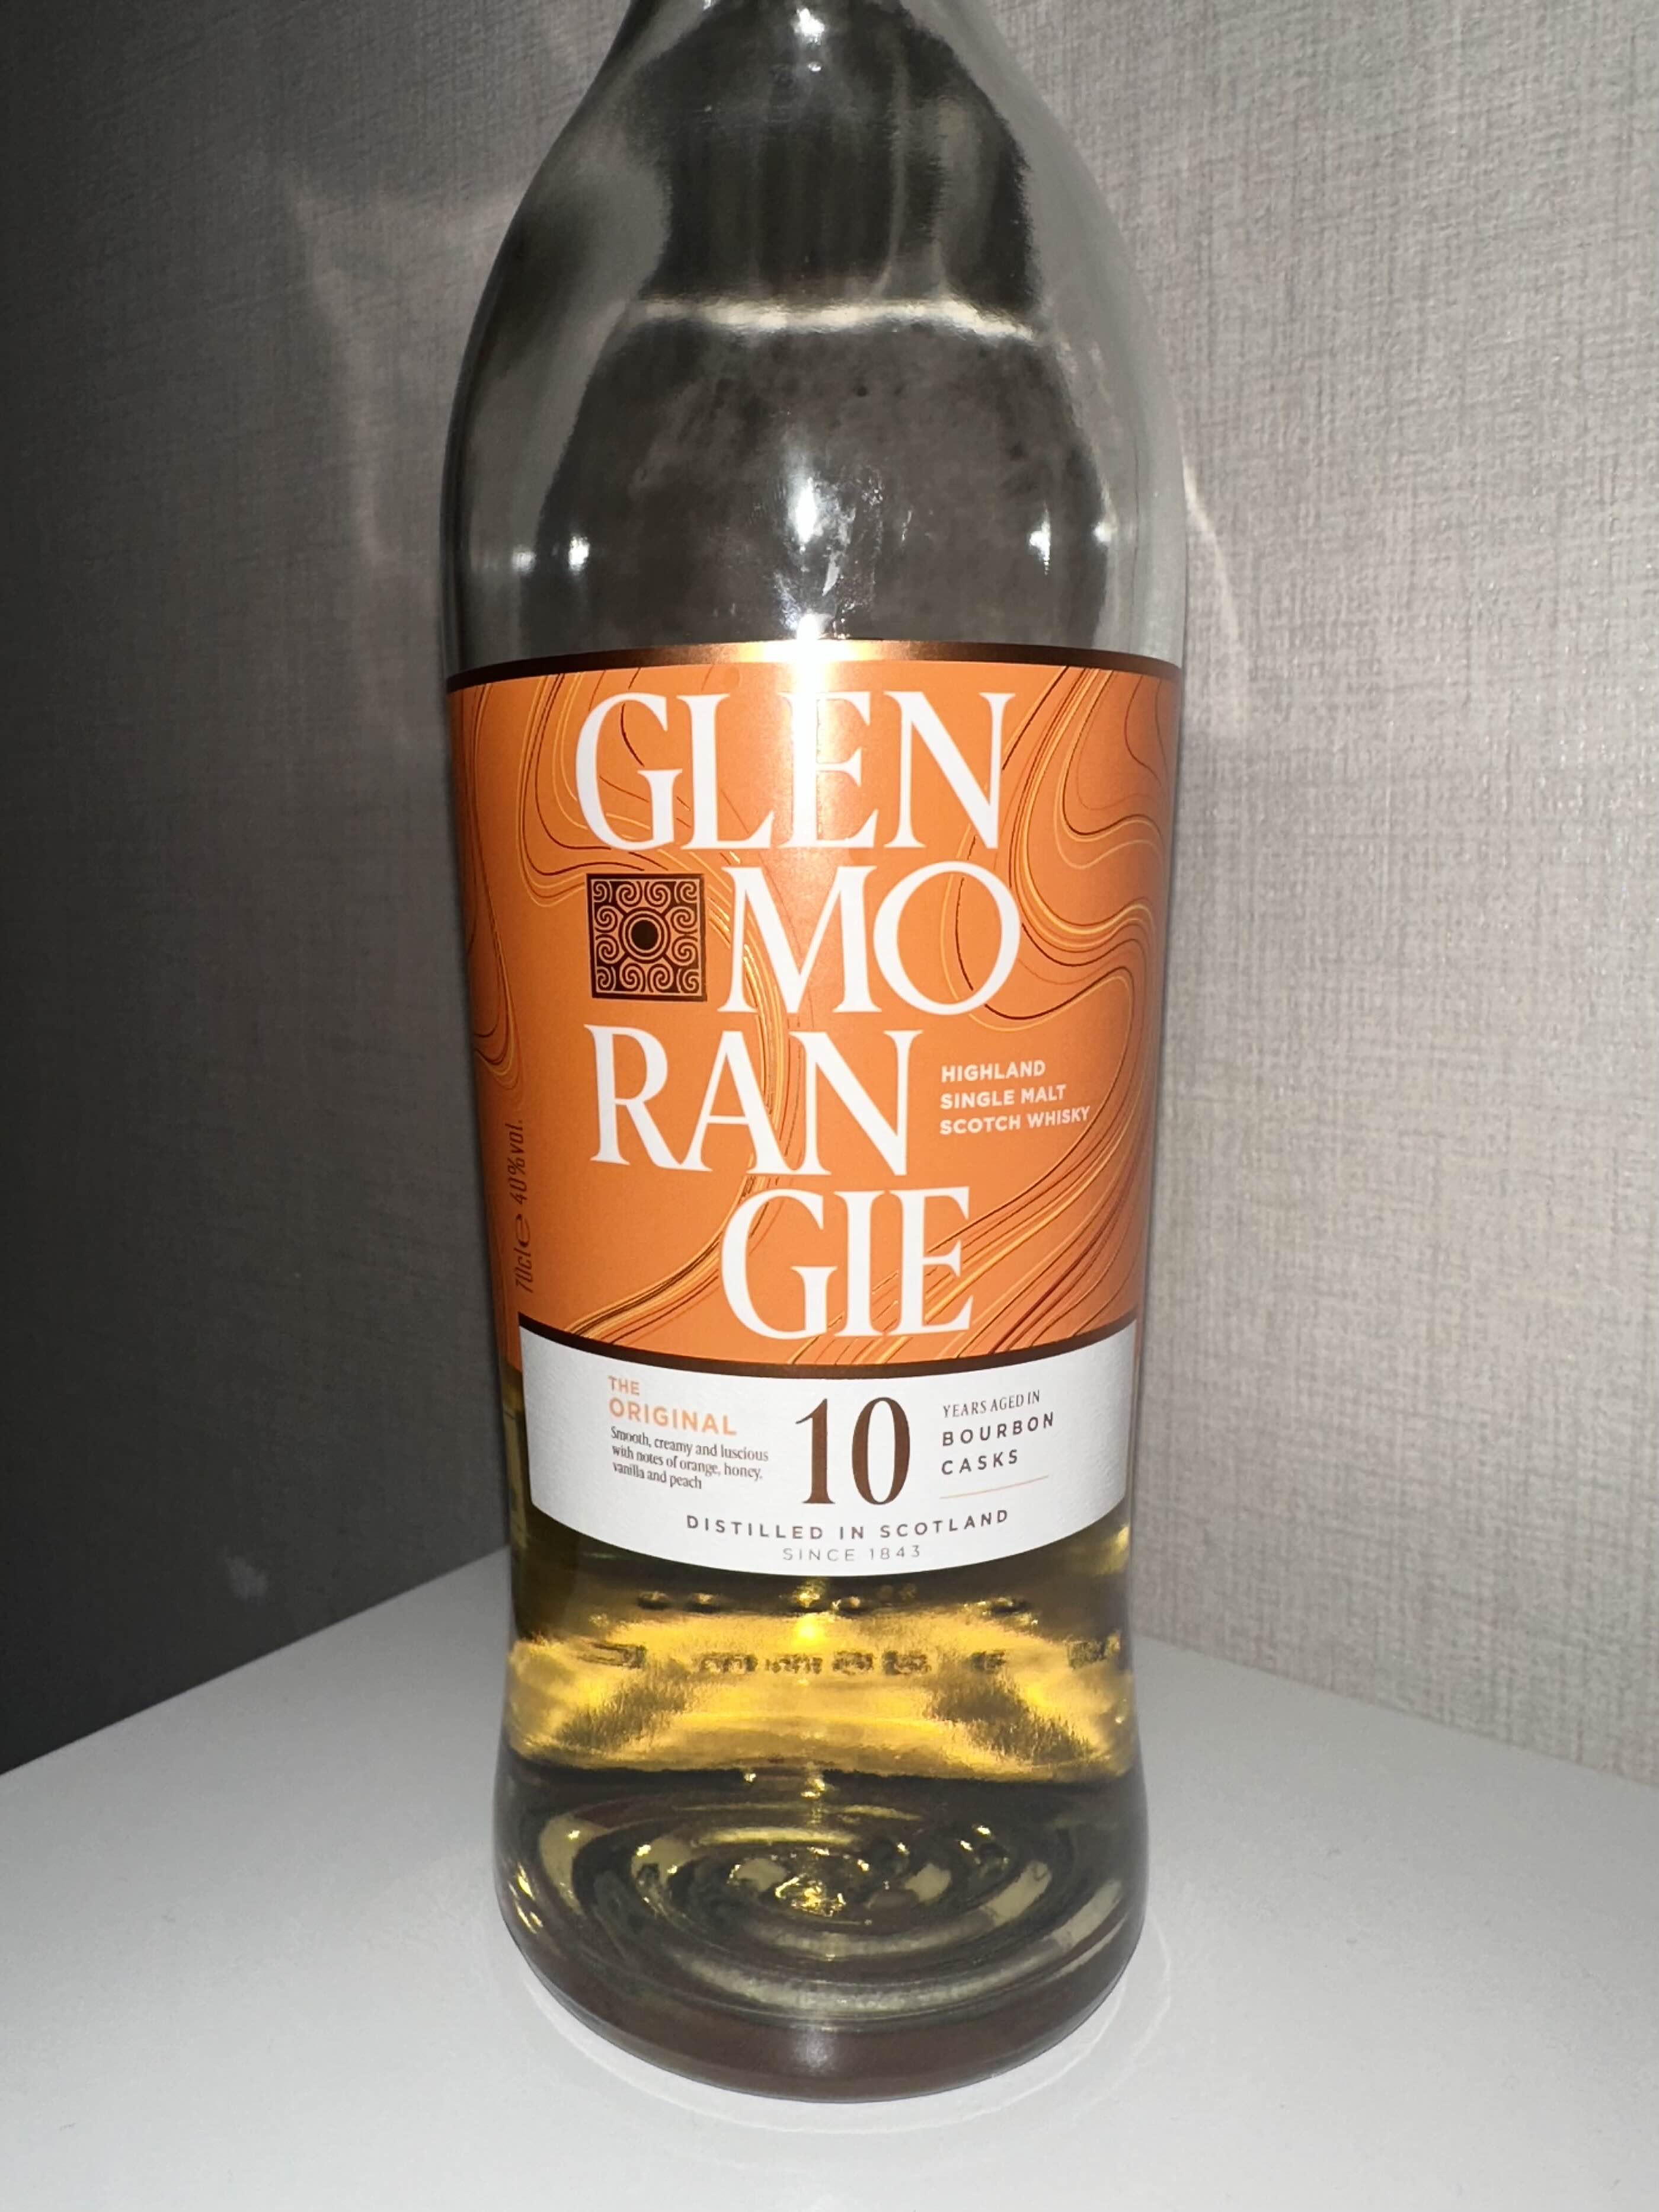 GLEN
MO
RAN
GIE
HIGHLAND
SINGLE MALT
SCOTCH WHISKY
70cl e 40%vol.
THE
ORIGINAL
Smooth, creamy and luscious
with notes of orange, honey,
vanilla and peach
10
YEARS AGED IN
BOURBON
CASKS
DISTILLED IN SCOTLAND
SINCE 1843